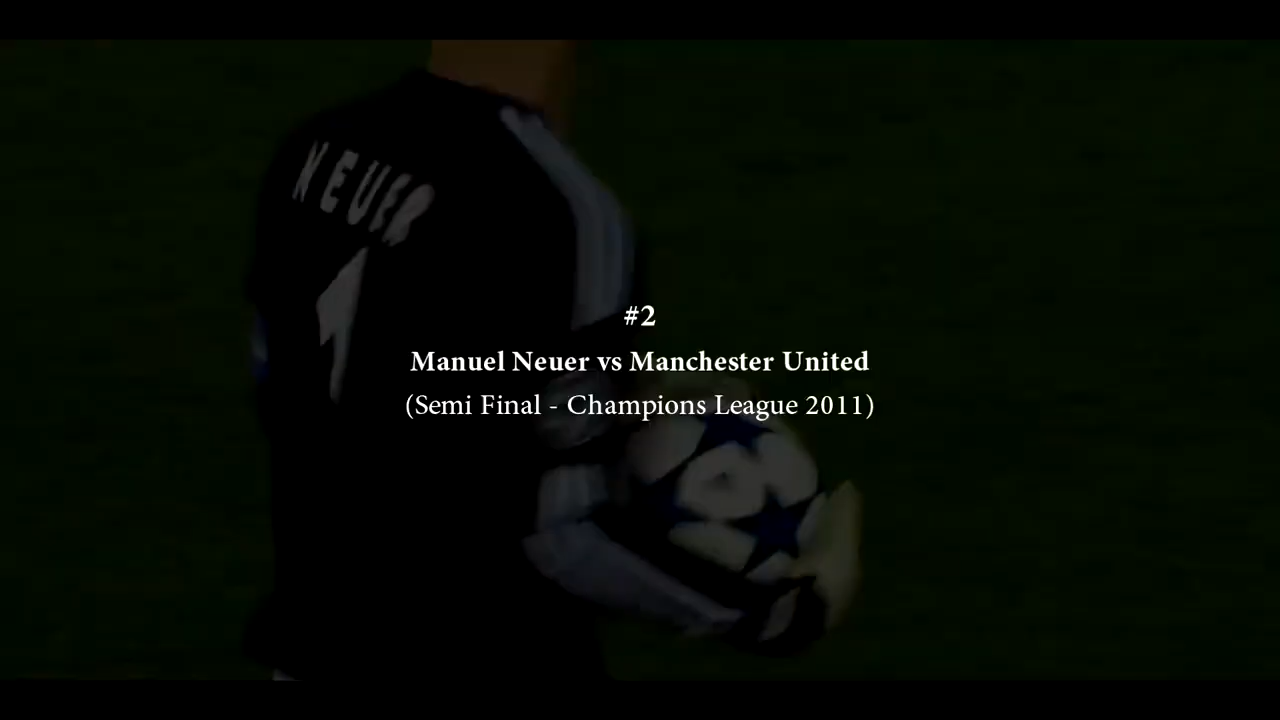 NEUER
1
#2
Manuel Neuer vs Manchester United
(Semi Final - Champions League 2011)